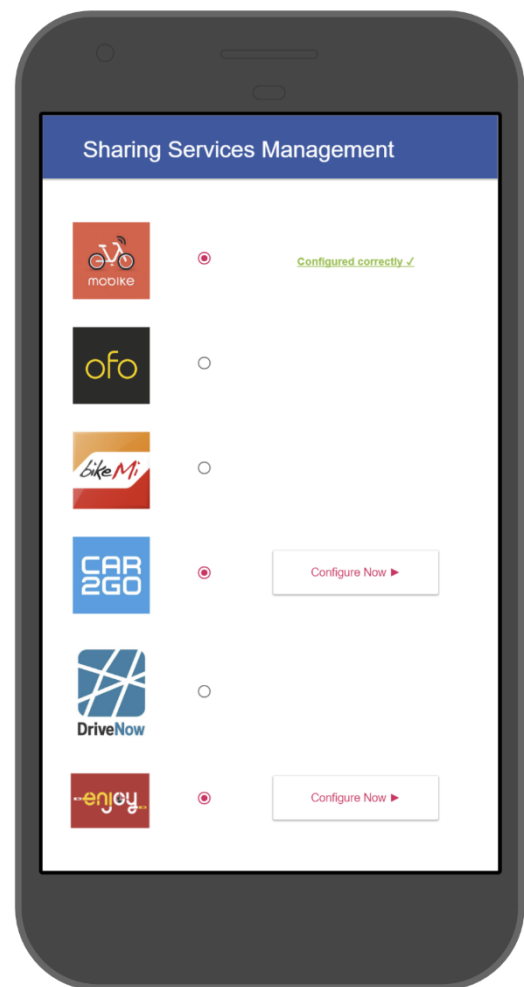 Sharing Services Management
mobike
Configured correctly ✓
ofo
bikeMi
CAR
2GO
Configure Now ►
DriveNow
enjoy
Configure Now ►